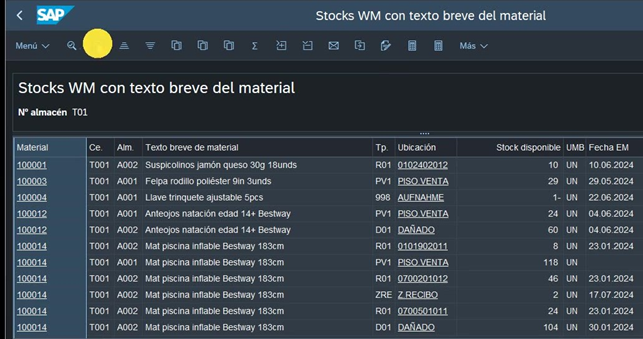 SAP Stocks WM con texto breve del material
Menú Más
Stocks WM con texto breve del material
Nº almacén T01
Material Ce. Alm. Texto breve de material Tp. Ubicación Stock disponible UMB Fecha EM
100001 T001 A002 Suspicolinos jamón queso 30g 18unds R01 0102402012 10 UN 10.06.2024
100003 T001 A001 Felpa rodillo poliéster 9in 3unds PV1 PISO.VENTA 29 UN 29.05.2024
100004 T001 A001 Llave trinquete ajustable 5pcs 998 AUFNAHME 1- UN 22.06.2024
100012 T001 A001 Anteojos natación edad 14+ Bestway PV1 PISO.VENTA 24 UN 04.06.2024
100012 T001 A002 Anteojos natación edad 14+ Bestway D01 DAÑADO 60 UN 04.06.2024
100014 T001 A002 Mat piscina inflable Bestway 183cm R01 0101902011 8 UN 23.01.2024
100014 T001 A001 Mat piscina inflable Bestway 183cm PV1 PISO.VENTA 118 UN
100014 T001 A002 Mat piscina inflable Bestway 183cm R01 0700201012 46 UN 23.01.2024
100014 T001 A002 Mat piscina inflable Bestway 183cm ZRE Z.RECIBO 2 UN 17.07.2024
100014 T001 A002 Mat piscina inflable Bestway 183cm R01 0700501011 24 UN 23.01.2024
100014 T001 A002 Mat piscina inflable Bestway 183cm D01 DAÑADO 104 UN 30.01.2024